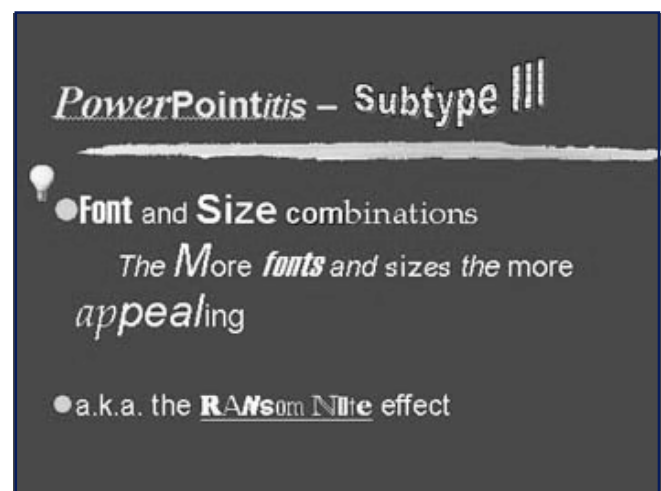 PowerPointitis – Subtype III
Font and Size combinations
The More fonts and sizes the more
appealing
a.k.a. the RANsom NOte effect